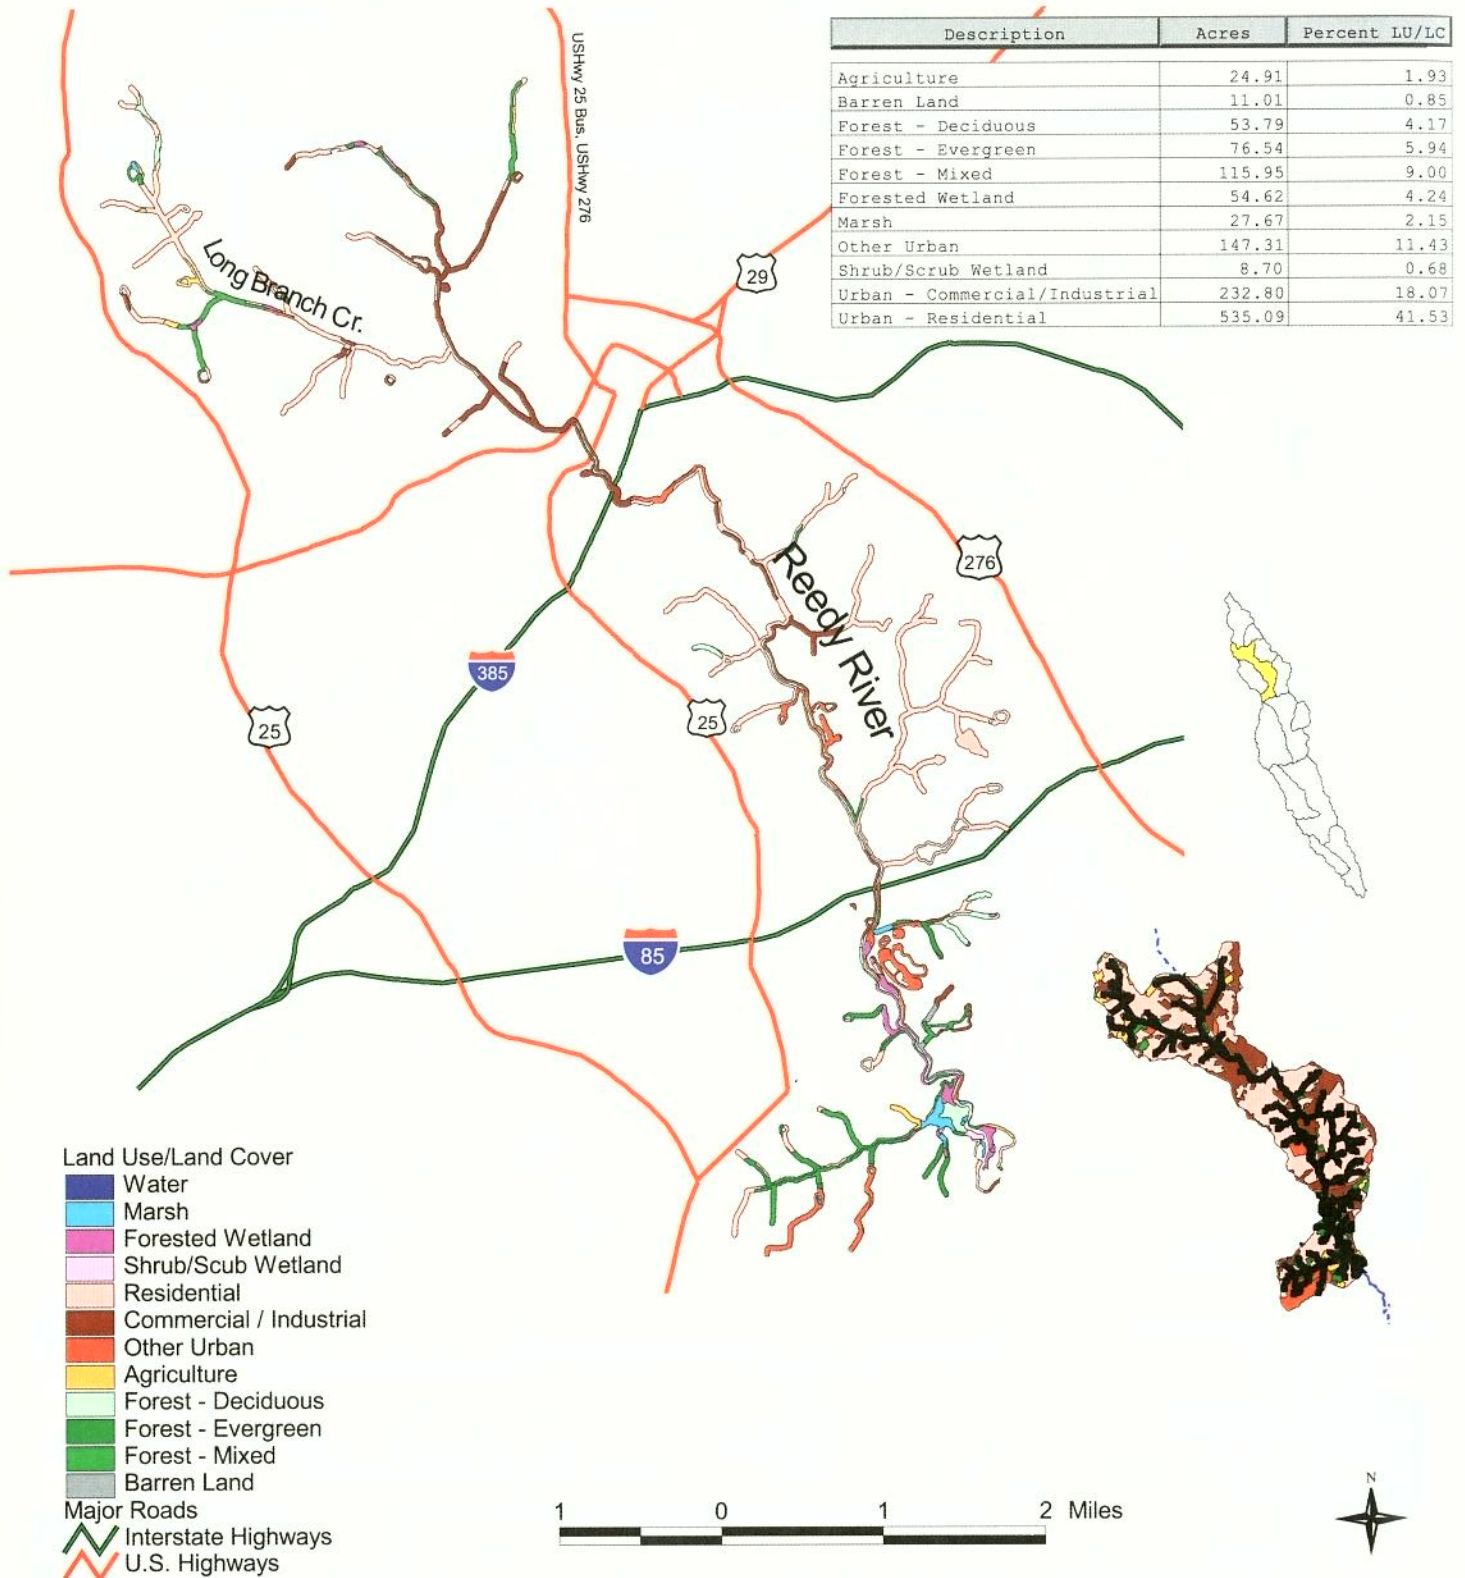 Description Acres Percent LU/LC
Agriculture 24.91 1.93
Barren Land 11.01 0.85
Forest - Deciduous 53.79 4.17
Forest - Evergreen 76.54 5.94
Forest - Mixed 115.95 9.00
Forested Wetland 54.62 4.24
Marsh 27.67 2.15
Other Urban 147.31 11.43
Shrub/Scrub Wetland 8.70 0.68
Urban - Commercial/Industrial 232.80 18.07
Urban - Residential 535.09 41.53
USHwy 25 Bus, USHwy 276
Long Branch Cr.
29
276
Reedy River
385
25
25
85
Land Use/Land Cover
Water
Marsh
Forested Wetland
Shrub/Scub Wetland
Residential
Commercial / Industrial
Other Urban
Agriculture
Forest - Deciduous
Forest - Evergreen
Forest - Mixed
Barren Land
Major Roads
Interstate Highways
U.S. Highways
1 0 1 2 Miles
N